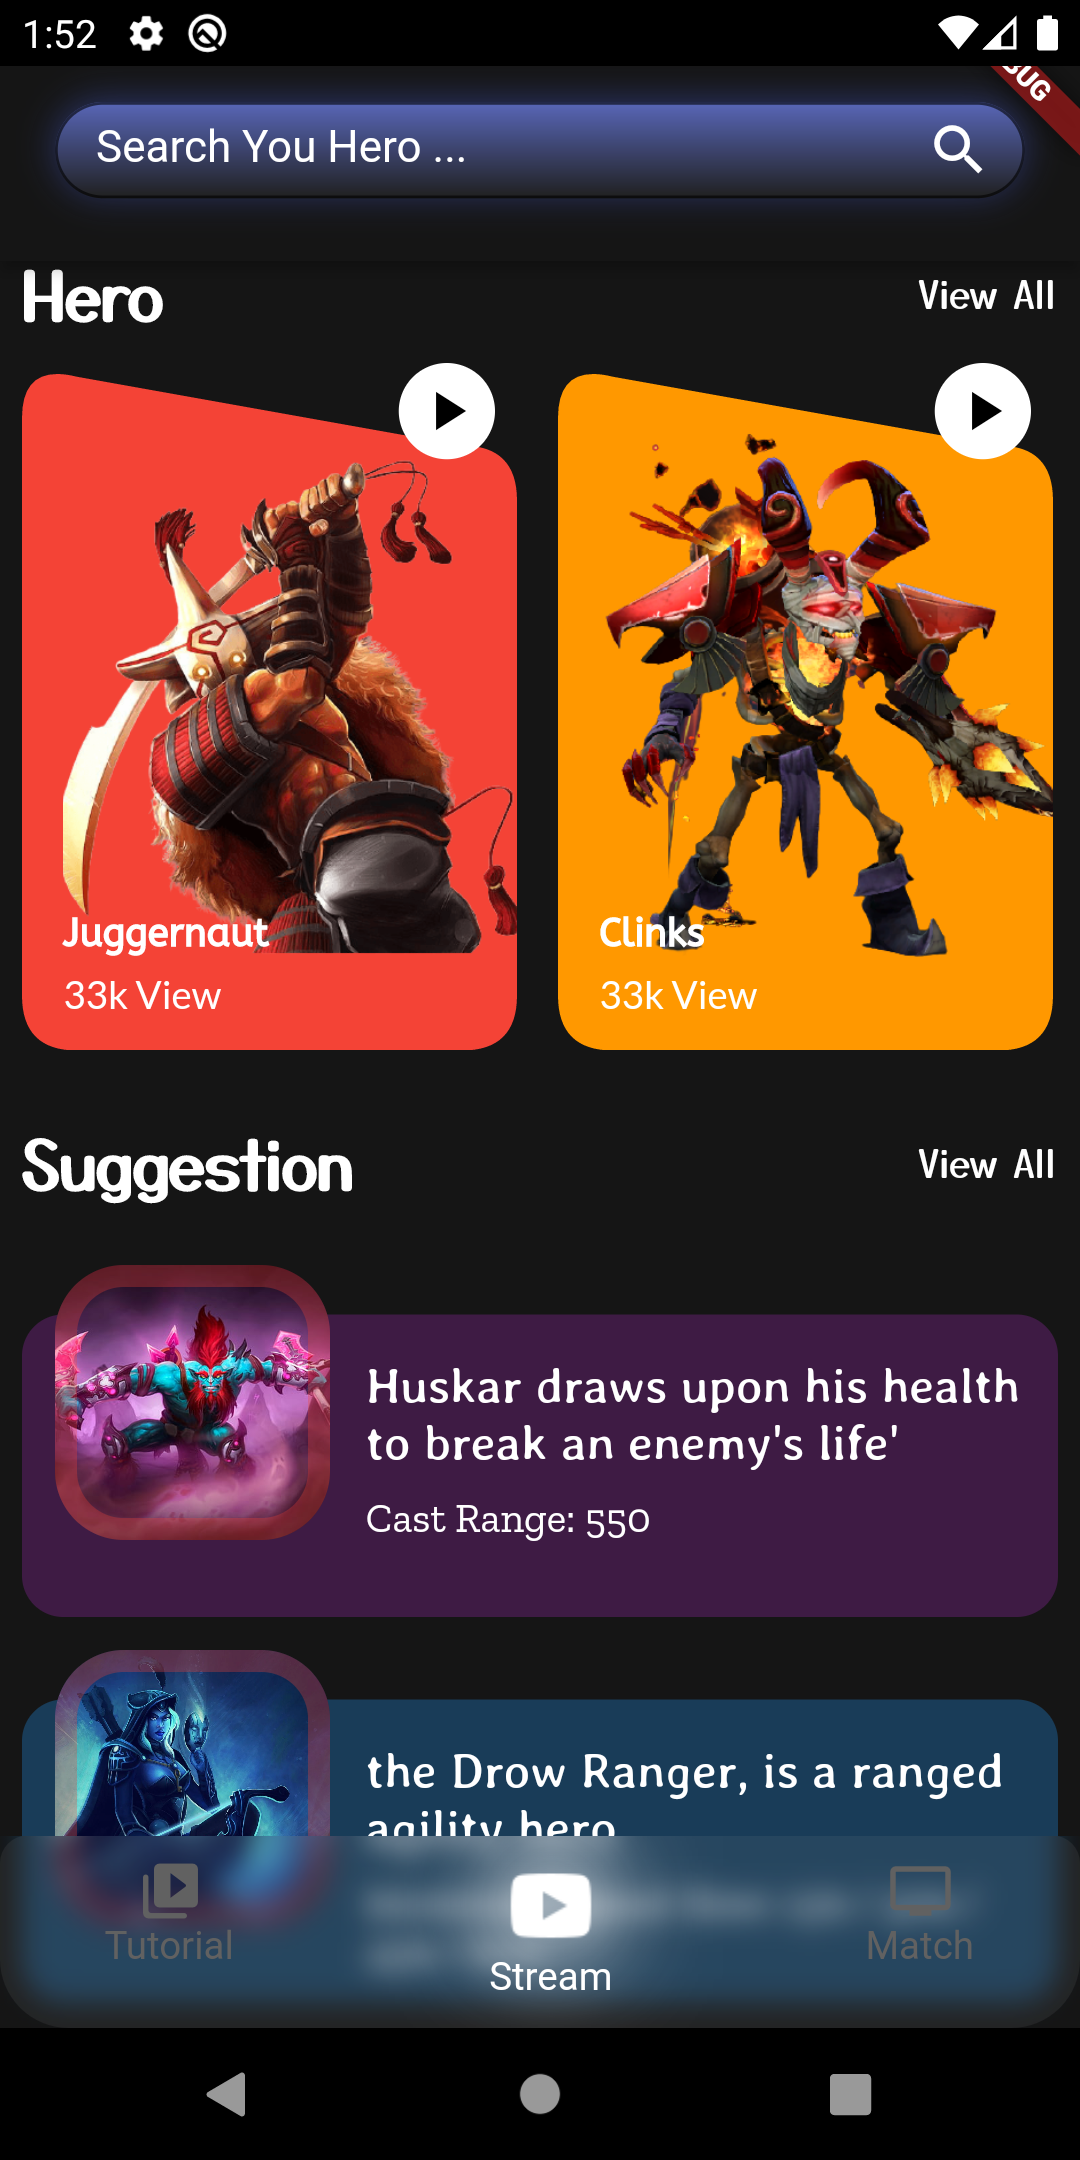 1:52
BUG
Search You Hero ...
Hero
View All
Juggernaut
33k View
Clinks
33k View
Suggestion
View All
Huskar draws upon his health
to break an enemy's life'
Cast Range: 550
the Drow Ranger, is a ranged
agility hero
Tutorial
Stream
Match